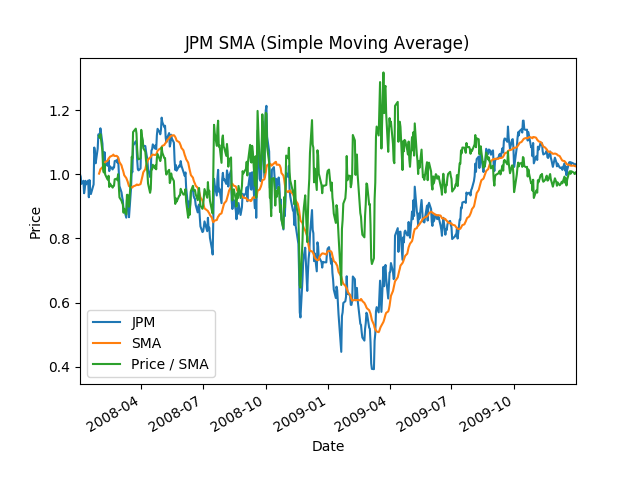 JPM SMA (Simple Moving Average)
1.2
1.0
0.8
0.6
0.4
Price
JPM
SMA
Price / SMA
2008-04
2008-07
2008-10
2009-01
2009-04
2009-07
2009-10
Date